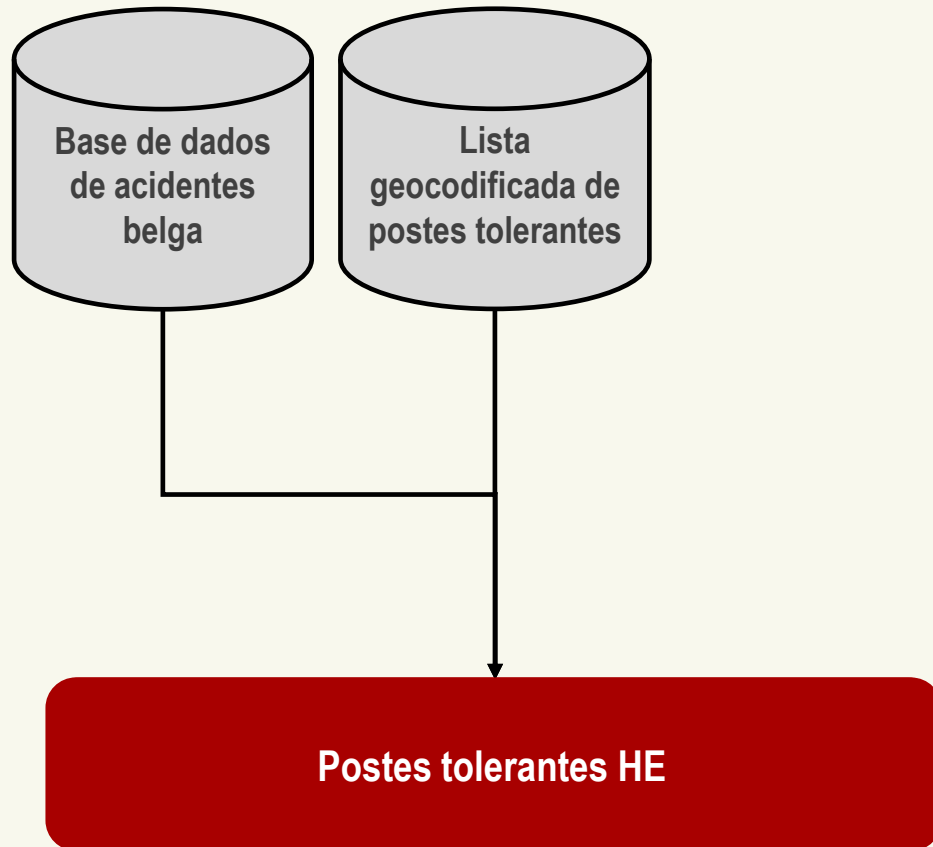 Base de dados
de acidentes
belga
Lista
geocodificada de
postes tolerantes
Postes tolerantes HE